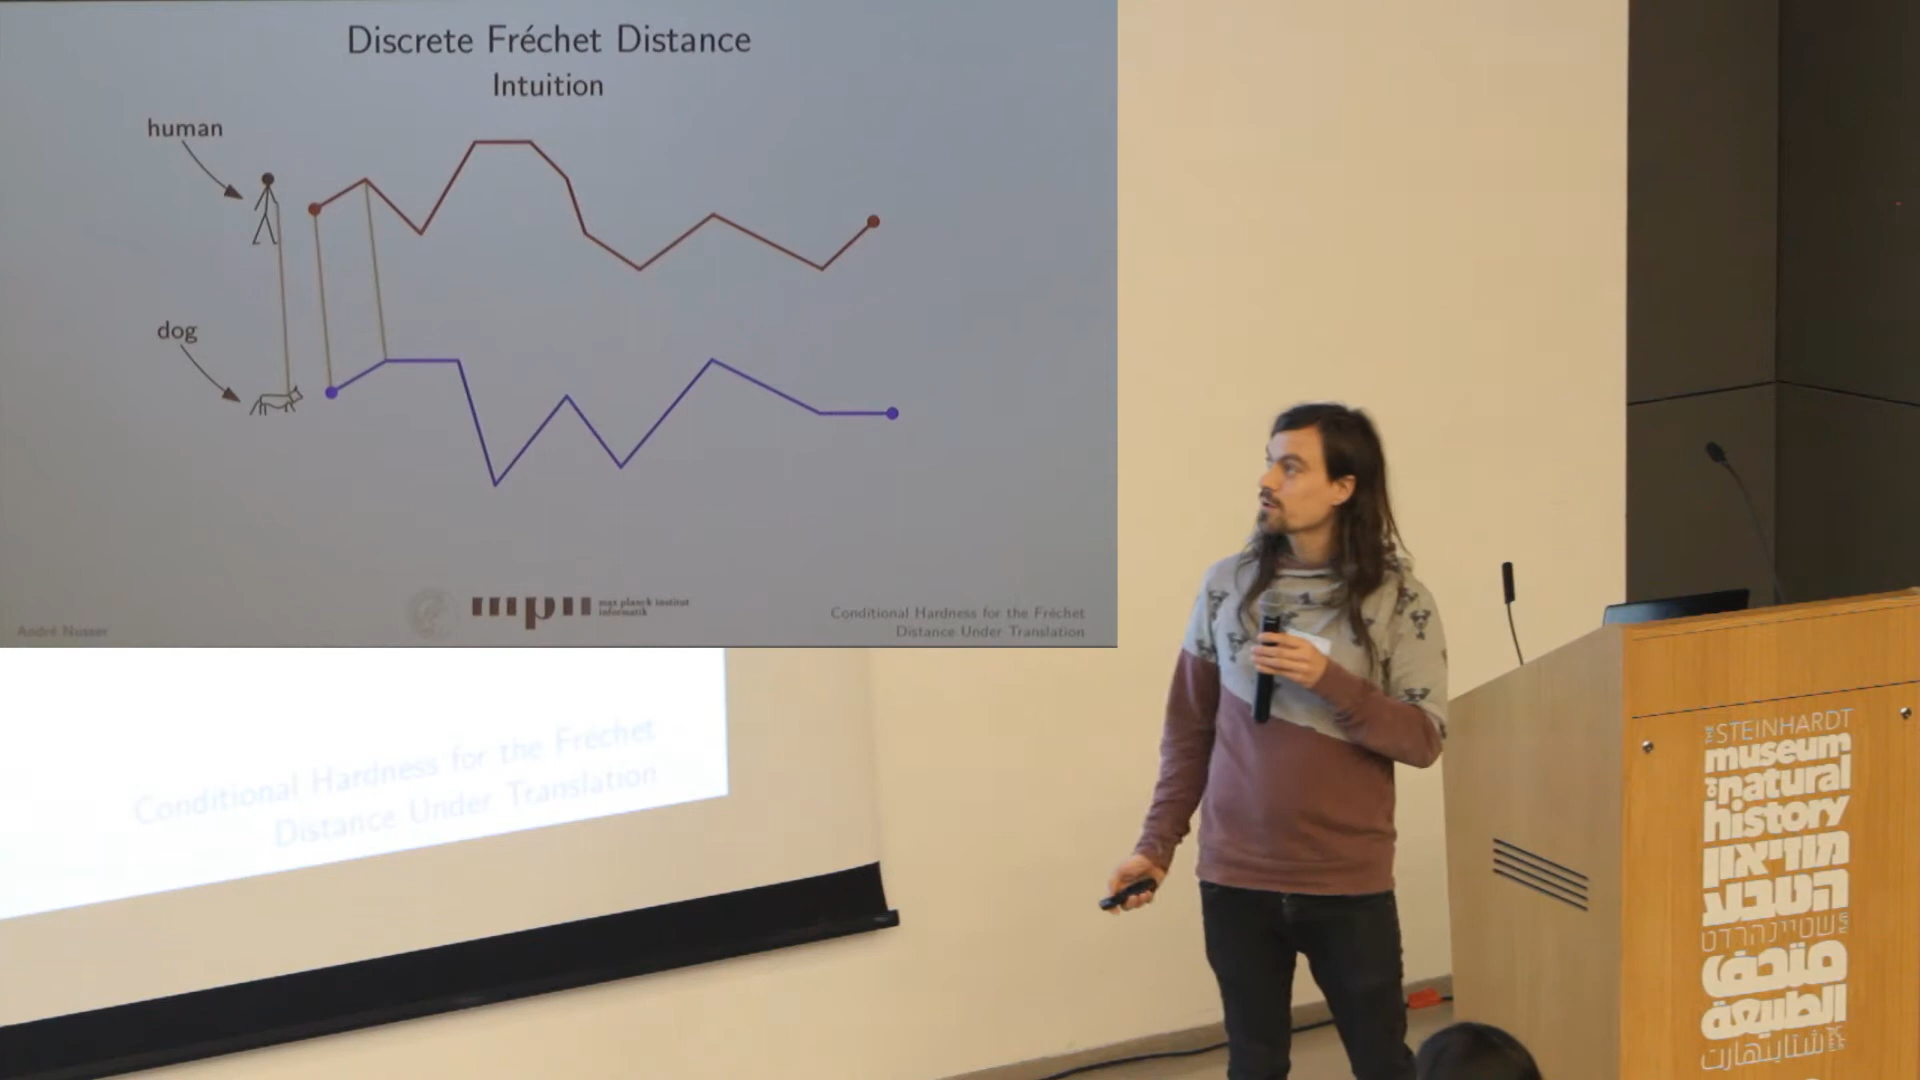 Discrete Fréchet Distance
Intuition
human
dog
max planck institut
informatik
André Nusser
Conditional Hardness for the Fréchet
Distance Under Translation
Conditional Hardness for the Fréchet
Distance Under Translation
THE STEINHARDT
museum
of natural
history
מוזיאון
הטבע
שטיינהרדט
متحف
الطبيعة
شتاينهارت